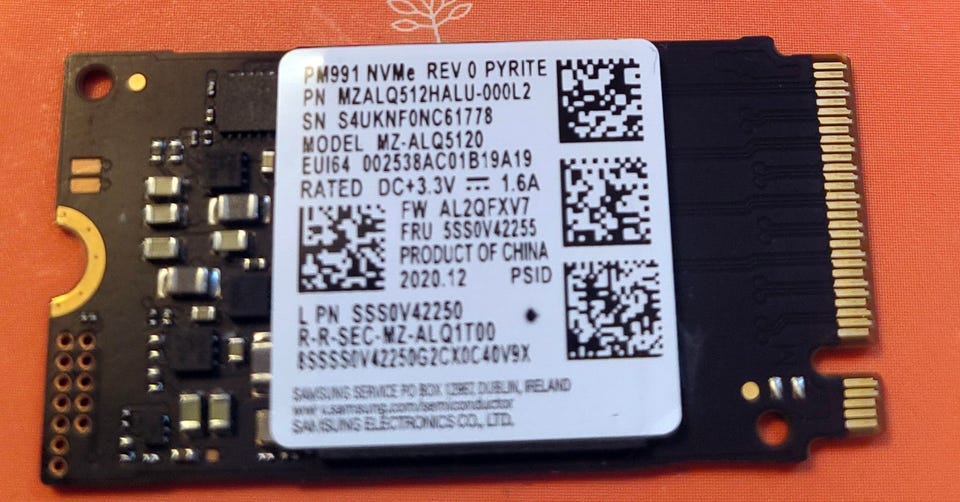 PM991 NVMe REV 0 PYRITE
PN MZALQ512HALU-000L2
SN S4UKNF0NC61778
MODEL MZ-ALQ5120
EUI64 002538AC01B19A19
RATED DC+3.3V ⎓ 1.6A
FW AL2QFXV7
FRU 5SS0V42255
PRODUCT OF CHINA
2020.12 PSID
L PN SSS0V42250
R-R-SEC-MZ-ALQ1T00
8SSSS0V42250G2CX0C40V9X
SAMSUNG SERVICE PO BOX 12987, DUBLIN, IRELAND
www.samsung.com/semiconductor
SAMSUNG ELECTRONICS CO., LTD.